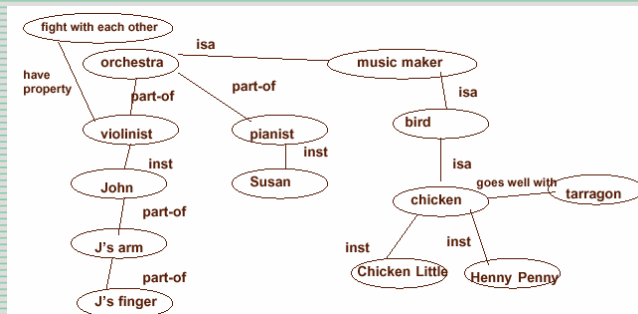 fight with each other
isa
orchestra
music maker
have
property
part-of
part-of
isa
violinist
pianist
bird
inst
inst
isa
John
Susan
goes well with
tarragon
chicken
part-of
J's arm
inst
inst
Chicken Little
Henny Penny
part-of
J's finger